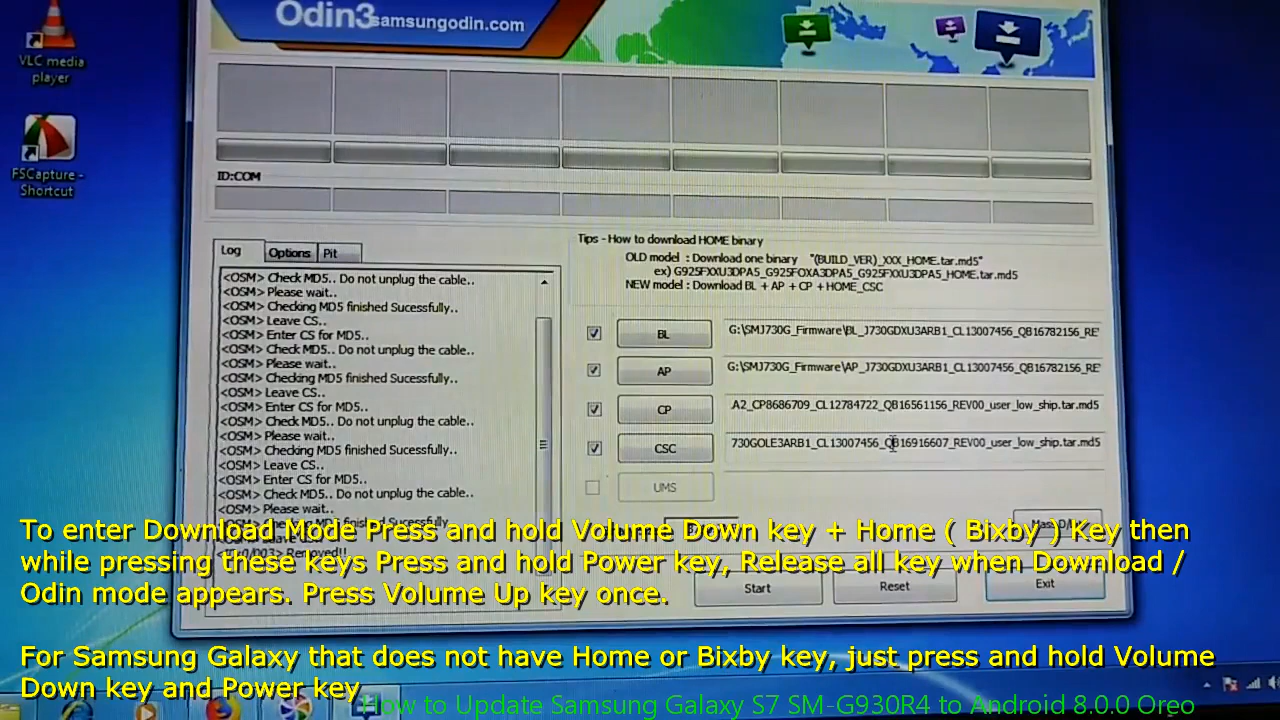 Odin3
samsungodin.com
VLC media
player
FSCapture -
Shortcut
ID:COM
Log
Options
Pit
<OSM> Check MD5.. Do not unplug the cable..
<OSM> Please wait..
<OSM> Checking MD5 finished Sucessfully..
<OSM> Leave CS..
<OSM> Enter CS for MD5..
<OSM> Check MD5.. Do not unplug the cable..
<OSM> Please wait..
<OSM> Checking MD5 finished Sucessfully..
<OSM> Leave CS..
<OSM> Enter CS for MD5..
<OSM> Check MD5.. Do not unplug the cable..
<OSM> Please wait..
<OSM> Checking MD5 finished Sucessfully..
<OSM> Leave CS..
<OSM> Enter CS for MD5..
<OSM> Check MD5.. Do not unplug the cable..
<OSM> Please wait..
Removed!!
Tips - How to download HOME binary
OLD model : Download one binary "(BUILD_VER)_XXX_HOME.tar.md5"
ex) G925FXXU3DPA5_G925FOXA3DPA5_G925FXXU3DPA5_HOME.tar.md5
NEW model : Download BL + AP + CP + HOME_CSC
BL
G:\SMJ730G_Firmware\BL_J730GDXU3ARB1_CL13007456_QB16782156_RE
AP
G:\SMJ730G_Firmware\AP_J730GDXU3ARB1_CL13007456_QB16782156_RE
CP
A2_CP8686709_CL12784722_QB16561156_REV00_user_low_ship.tar.md5
CSC
730GOLE3ARB1_CL13007456_QB16916607_REV00_user_low_ship.tar.md5
UMS
Start
Reset
Exit
To enter Download Mode Press and hold Volume Down key + Home ( Bixby ) Key then
while pressing these keys Press and hold Power key, Release all key when Download /
Odin mode appears. Press Volume Up key once.
For Samsung Galaxy that does not have Home or Bixby key, just press and hold Volume
Down key and Power key
How to Update Samsung Galaxy S7 SM-G930R4 to Android 8.0.0 Oreo